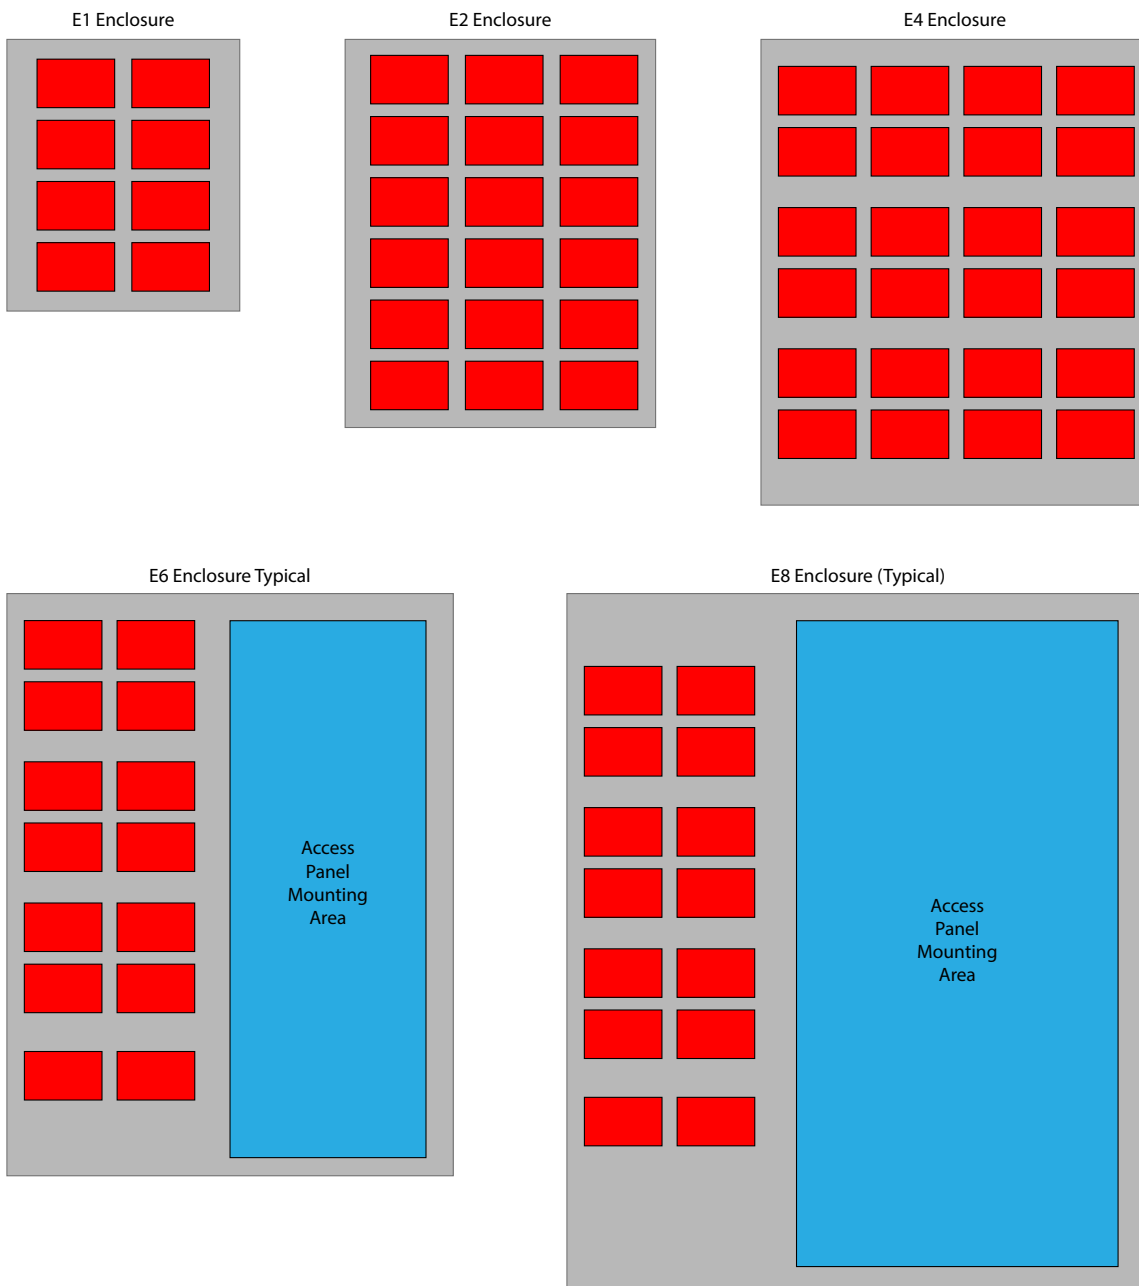 E1 Enclosure
E2 Enclosure
E4 Enclosure
E6 Enclosure Typical
Access
Panel
Mounting
Area
E8 Enclosure (Typical)
Access
Panel
Mounting
Area